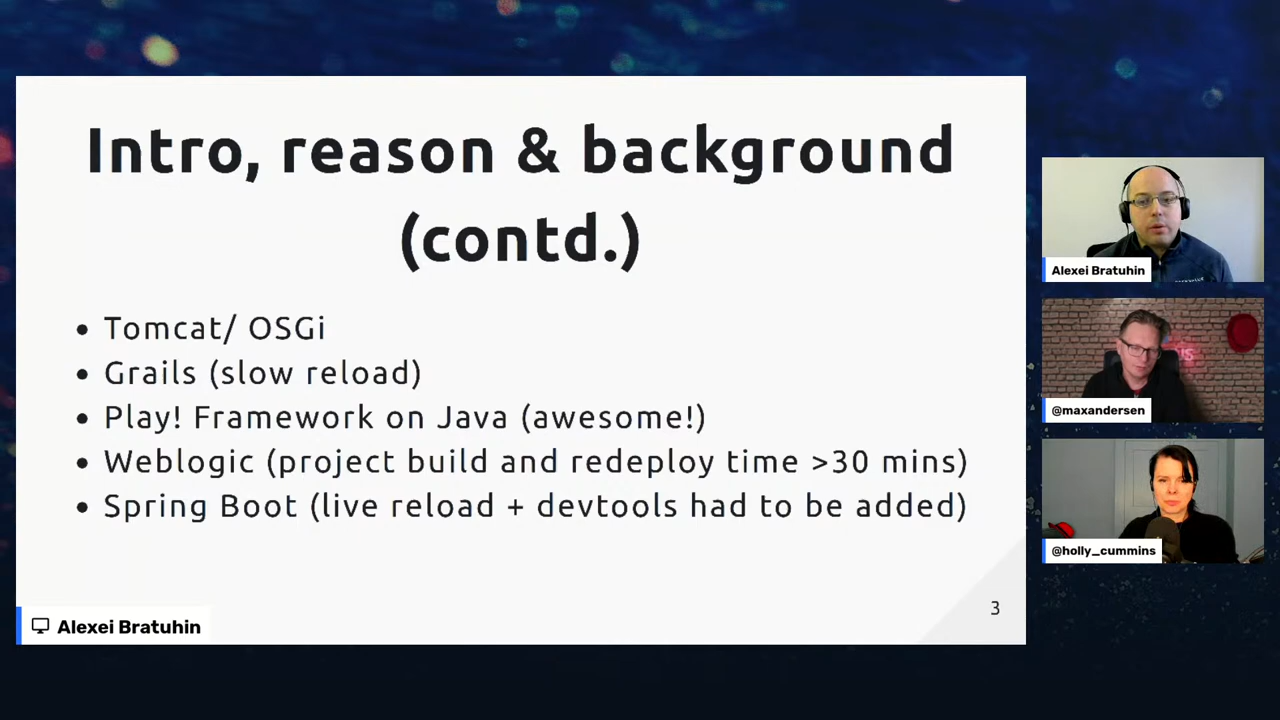 Intro, reason & background
(contd.)
• Tomcat/ OSGi
• Grails (slow reload)
• Play! Framework on Java (awesome!)
• Weblogic (project build and redeploy time >30 mins)
• Spring Boot (live reload + devtools had to be added)
3
Alexei Bratuhin
Alexei Bratuhin
@maxandersen
@holly_cummins